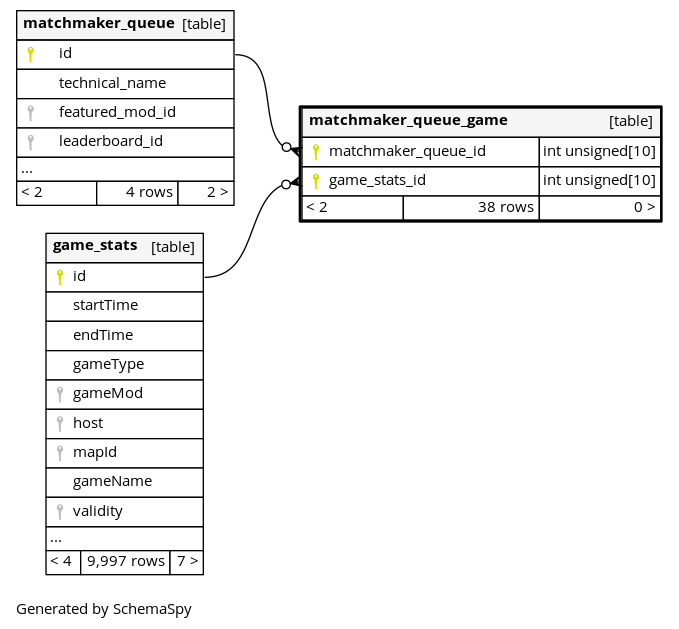 matchmaker_queue [table]
id
technical_name
featured_mod_id
leaderboard_id
...
< 2 4 rows 2 >
matchmaker_queue_game [table]
matchmaker_queue_id int unsigned[10]
game_stats_id int unsigned[10]
< 2 38 rows 0 >
game_stats [table]
id
startTime
endTime
gameType
gameMod
host
mapId
gameName
validity
...
< 4 9,997 rows 7 >
Generated by SchemaSpy